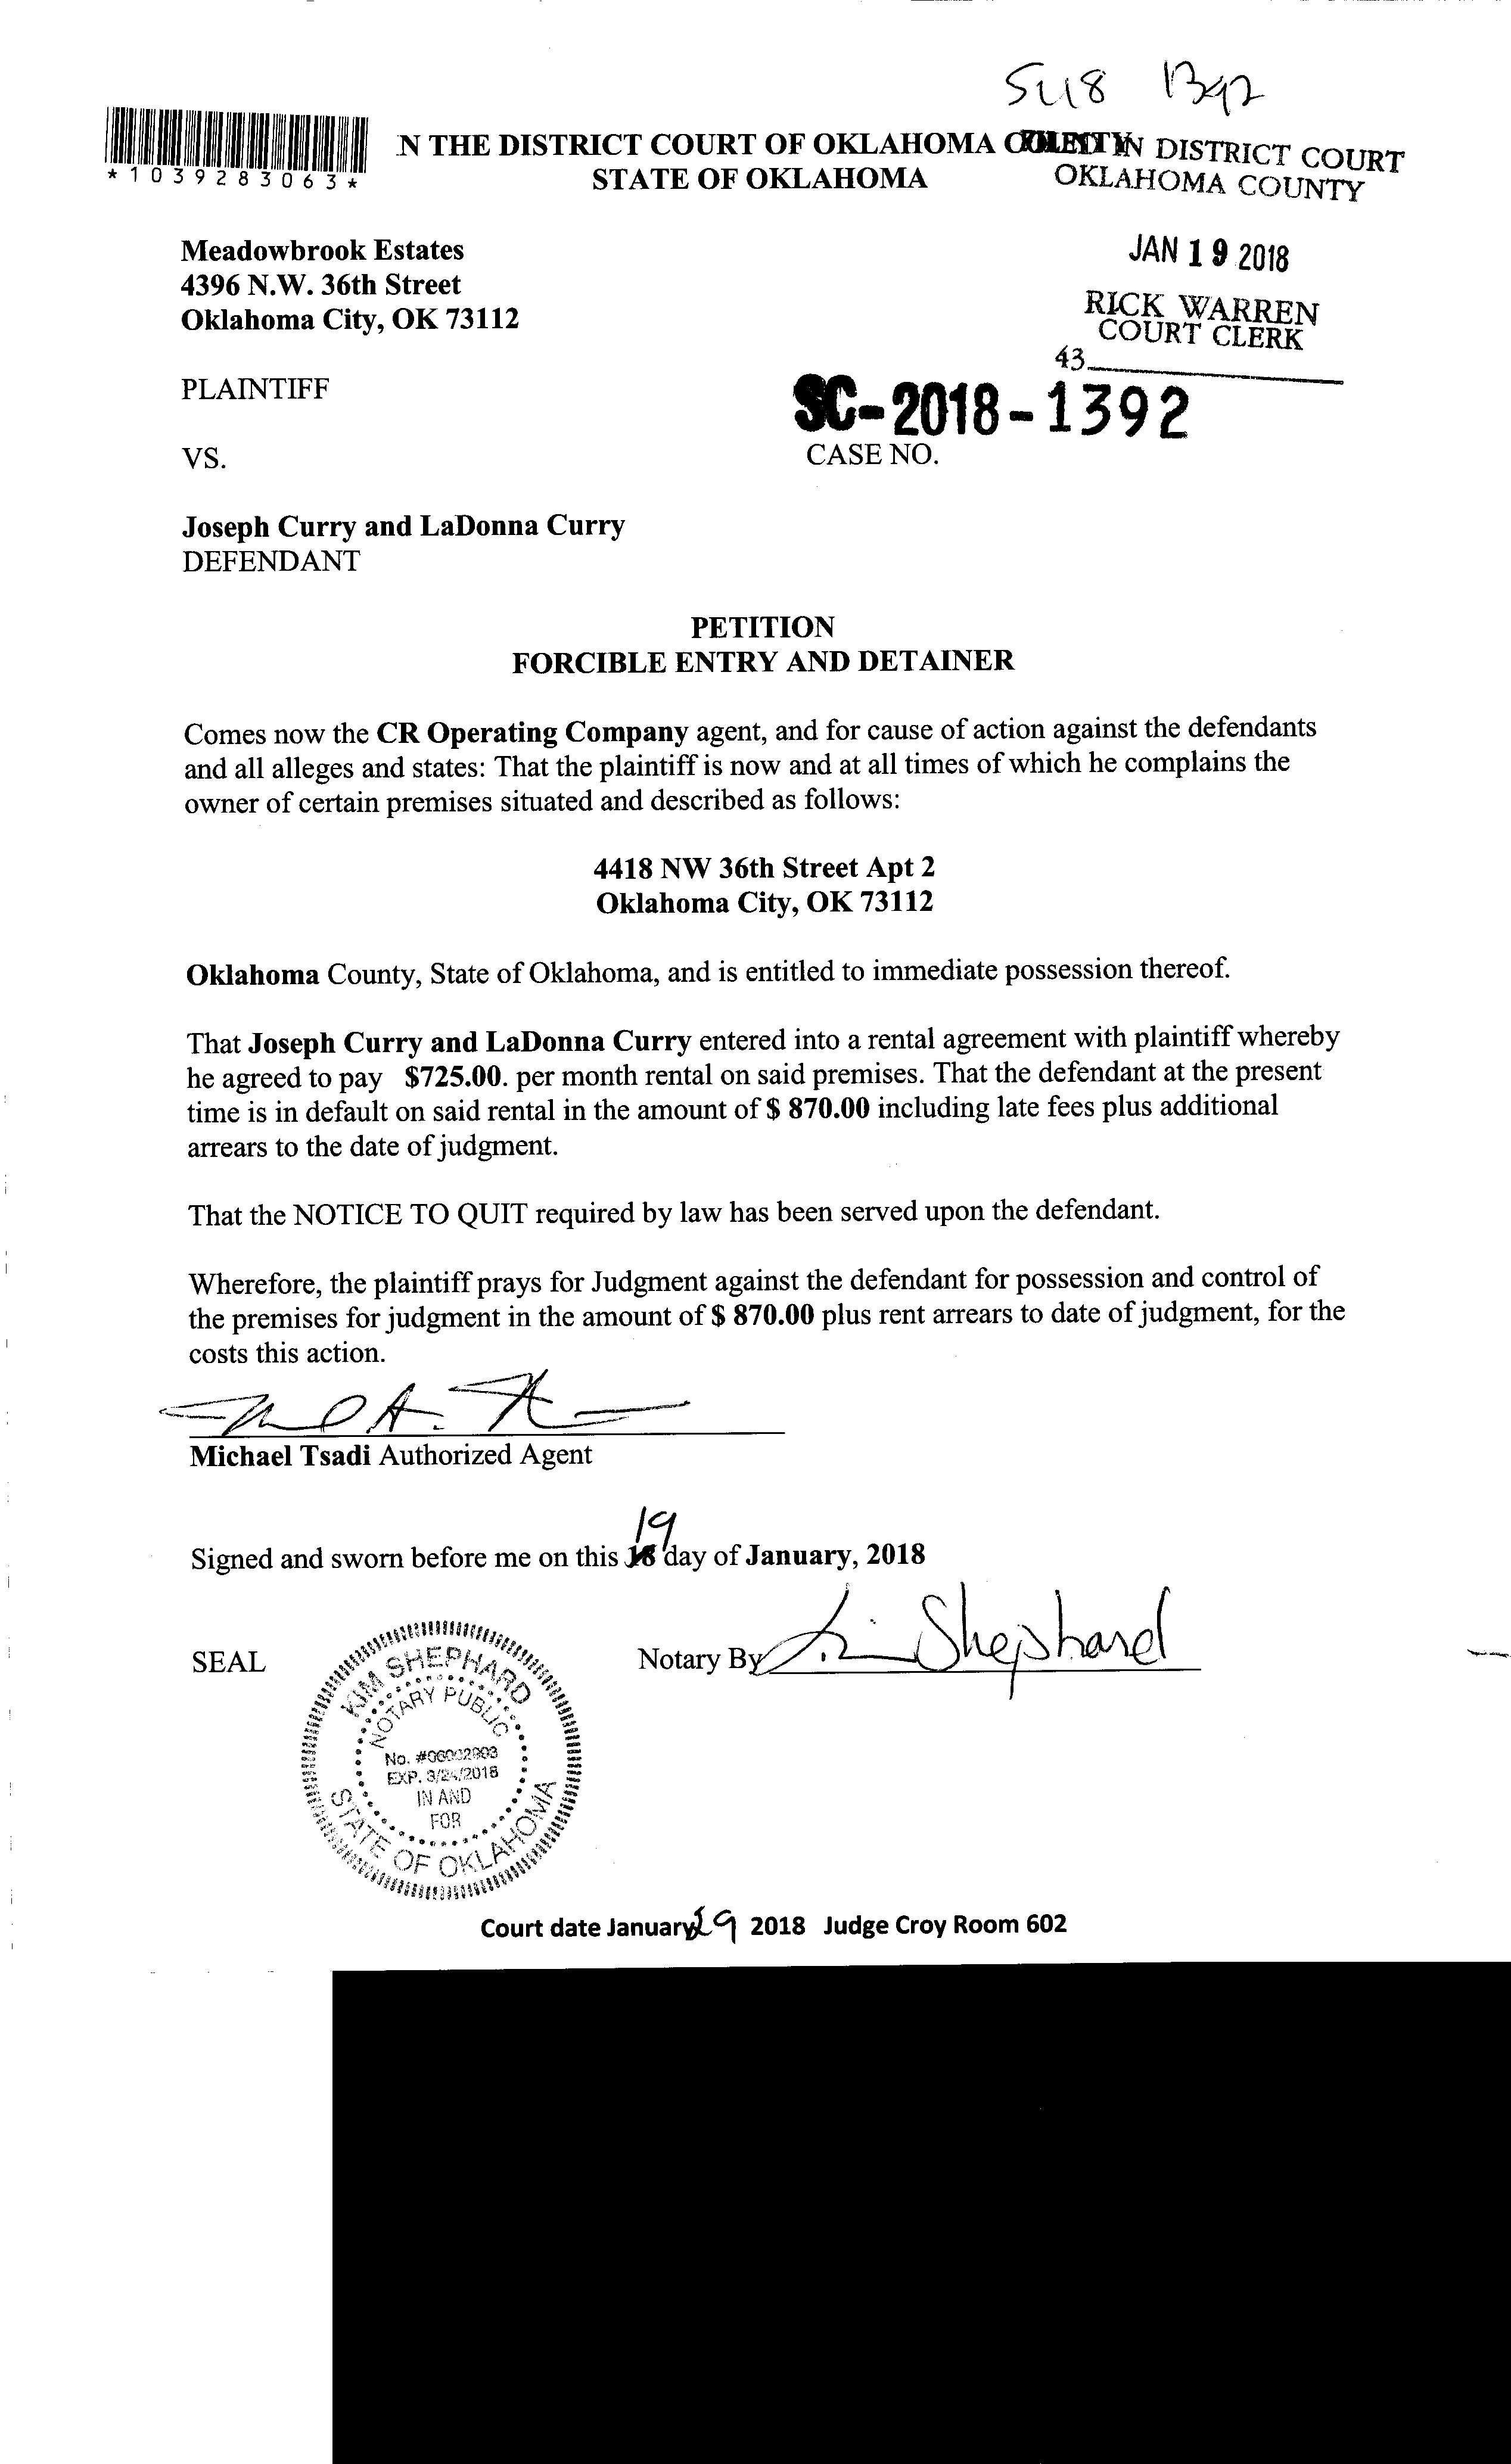 SC18 1392
*1039283063*
N THE DISTRICT COURT OF OKLAHOMA COUNTY
STATE OF OKLAHOMA
FILED IN DISTRICT COURT
OKLAHOMA COUNTY
JAN 19 2018
RICK WARREN
COURT CLERK
43
Meadowbrook Estates
4396 N.W. 36th Street
Oklahoma City, OK 73112
PLAINTIFF
SC-2018-1392
VS.
CASE NO.
Joseph Curry and LaDonna Curry
DEFENDANT
PETITION
FORCIBLE ENTRY AND DETAINER
Comes now the CR Operating Company agent, and for cause of action against the defendants
and all alleges and states: That the plaintiff is now and at all times of which he complains the
owner of certain premises situated and described as follows:
4418 NW 36th Street Apt 2
Oklahoma City, OK 73112
Oklahoma County, State of Oklahoma, and is entitled to immediate possession thereof.
That Joseph Curry and LaDonna Curry entered into a rental agreement with plaintiff whereby
he agreed to pay $725.00. per month rental on said premises. That the defendant at the present
time is in default on said rental in the amount of $ 870.00 including late fees plus additional
arrears to the date of judgment.
That the NOTICE TO QUIT required by law has been served upon the defendant.
Wherefore, the plaintiff prays for Judgment against the defendant for possession and control of
the premises for judgment in the amount of $ 870.00 plus rent arrears to date of judgment, for the
costs this action.
Michael Tsadi Authorized Agent
19
Signed and sworn before me on this 18 day of January, 2018
SEAL
Notary By Kim Shephard
KIM SHEPHARD
NOTARY PUBLIC
No.
EXP.
IN AND
FOR
STATE OF OKLAHOMA
Court date January 29 2018 Judge Croy Room 602